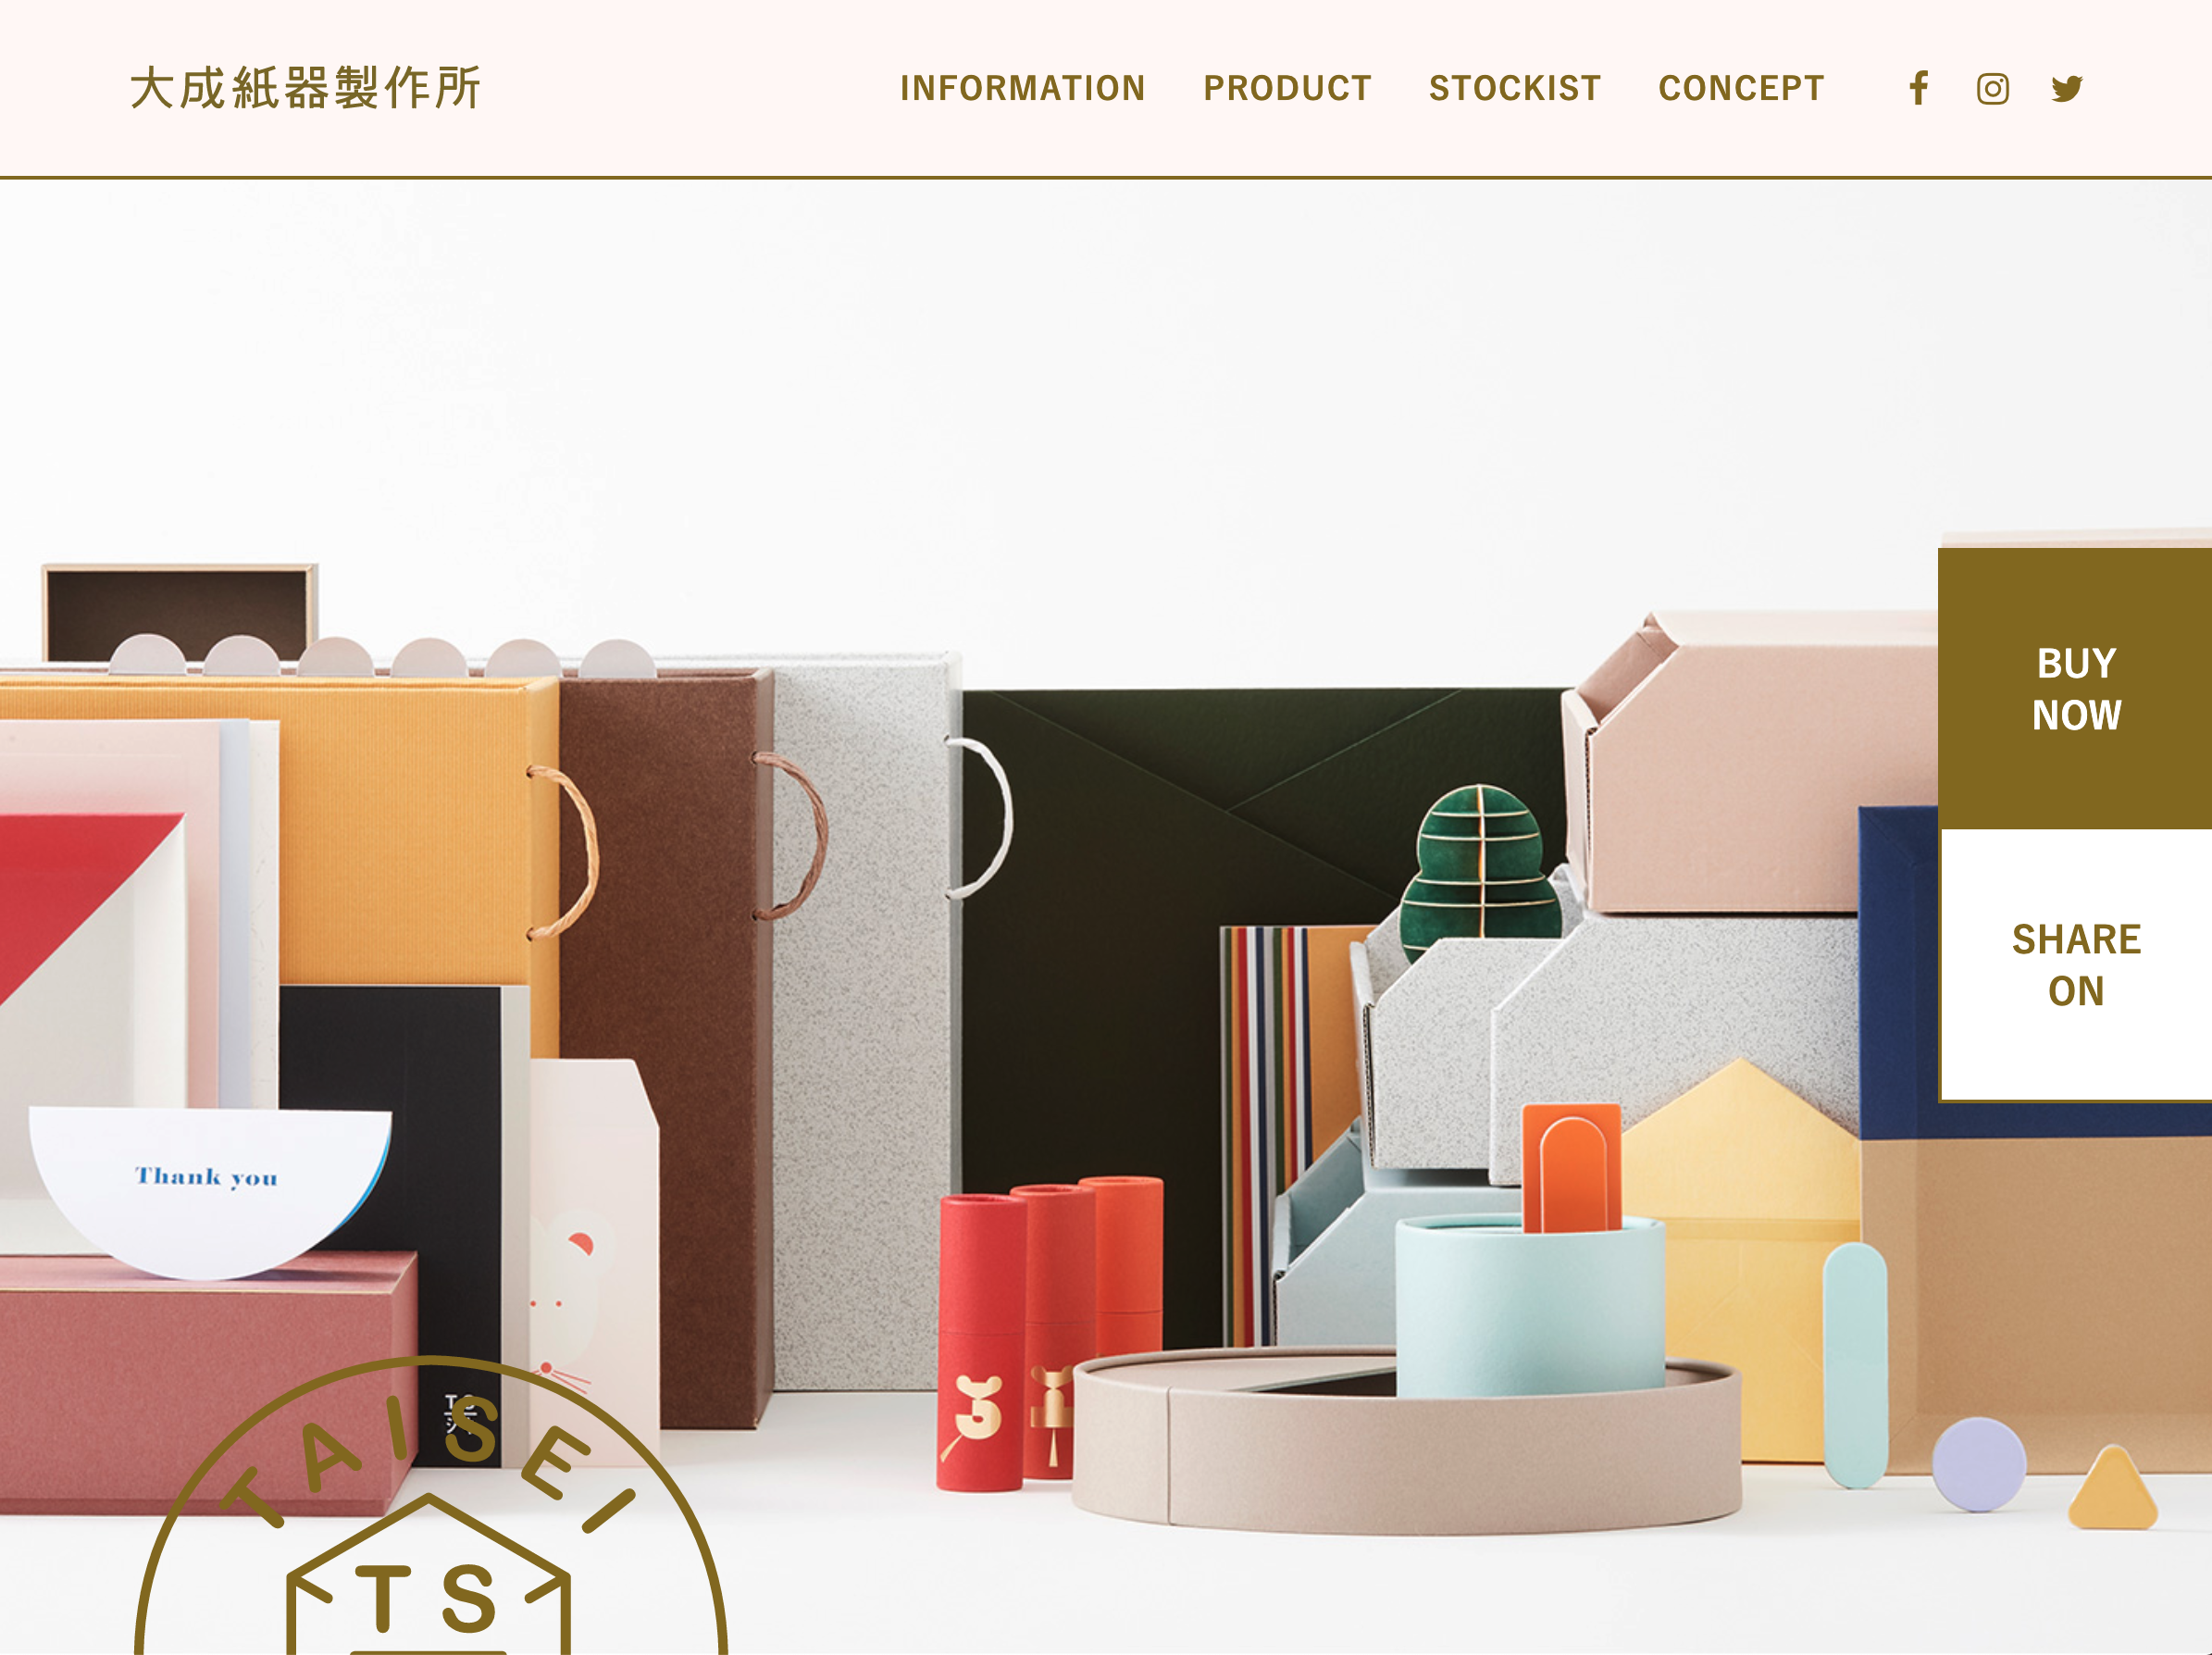 大成紙器製作所
INFORMATION PRODUCT STOCKIST CONCEPT
BUY
NOW
SHARE
ON
Thank you
TAISEI
TS